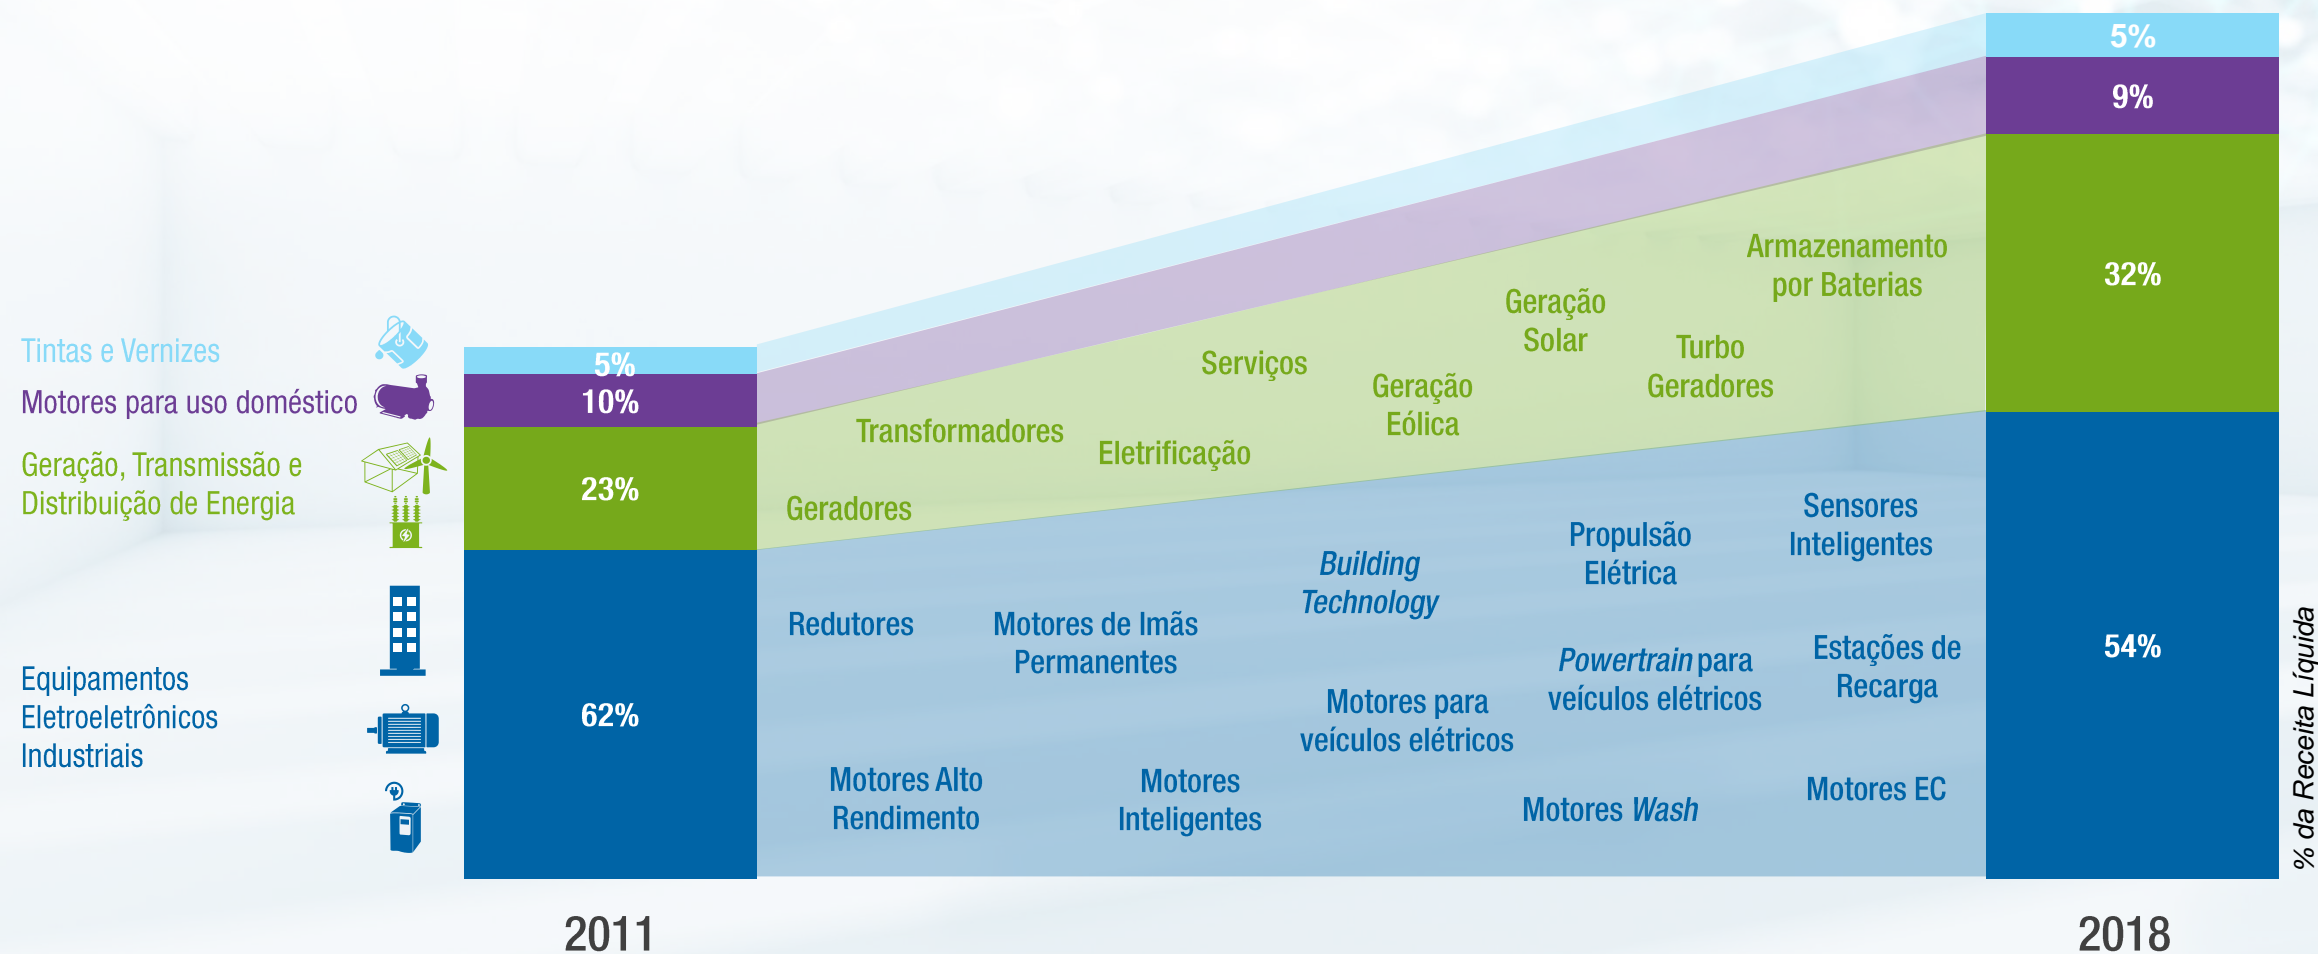 Tintas e Vernizes
Motores para uso doméstico
Geração, Transmissão e
Distribuição de Energia
Equipamentos
Eletroeletrônicos
Industriais
5%
10%
23%
62%
2011
Transformadores
Geradores
Eletrificação
Serviços
Geração
Eólica
Geração
Solar
Turbo
Geradores
Armazenamento
por Baterias
Redutores
Motores de Imãs
Permanentes
Building
Technology
Propulsão
Elétrica
Sensores
Inteligentes
Motores para
veículos elétricos
Powertrain para
veículos elétricos
Estações de
Recarga
Motores Alto
Rendimento
Motores
Inteligentes
Motores Wash
Motores EC
5%
9%
32%
54%
2018
% da Receita Líquida